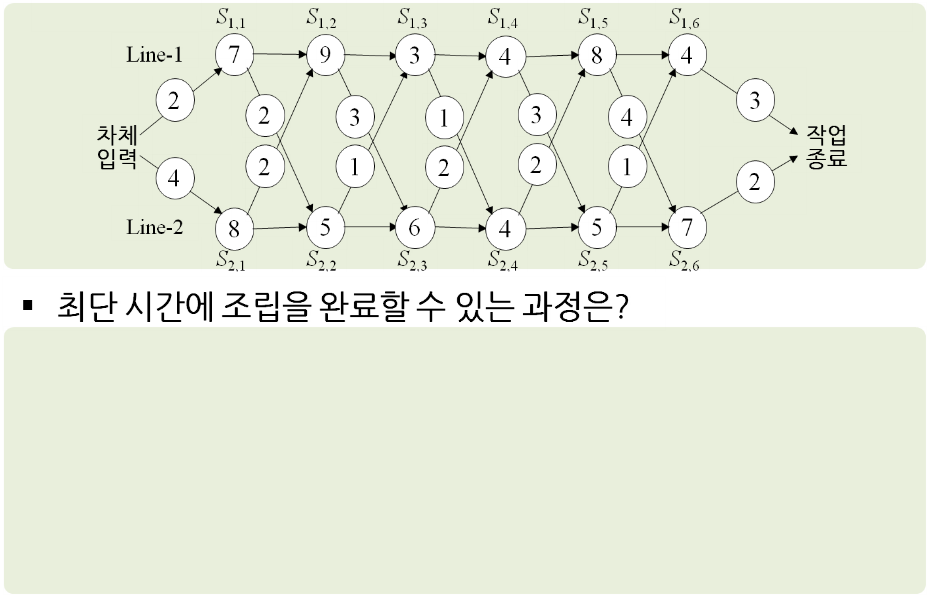 S1,1 S1,2 S1,3 S1,4 S1,5 S1,6
Line-1 7 9 3 4 8 4
2 2 3 1 3 4 3
차체 작업
입력 종료
4 2 1 2 2 1 2
Line-2 8 5 6 4 5 7
S2,1 S2,2 S2,3 S2,4 S2,5 S2,6
▪ 최단 시간에 조립을 완료할 수 있는 과정은?